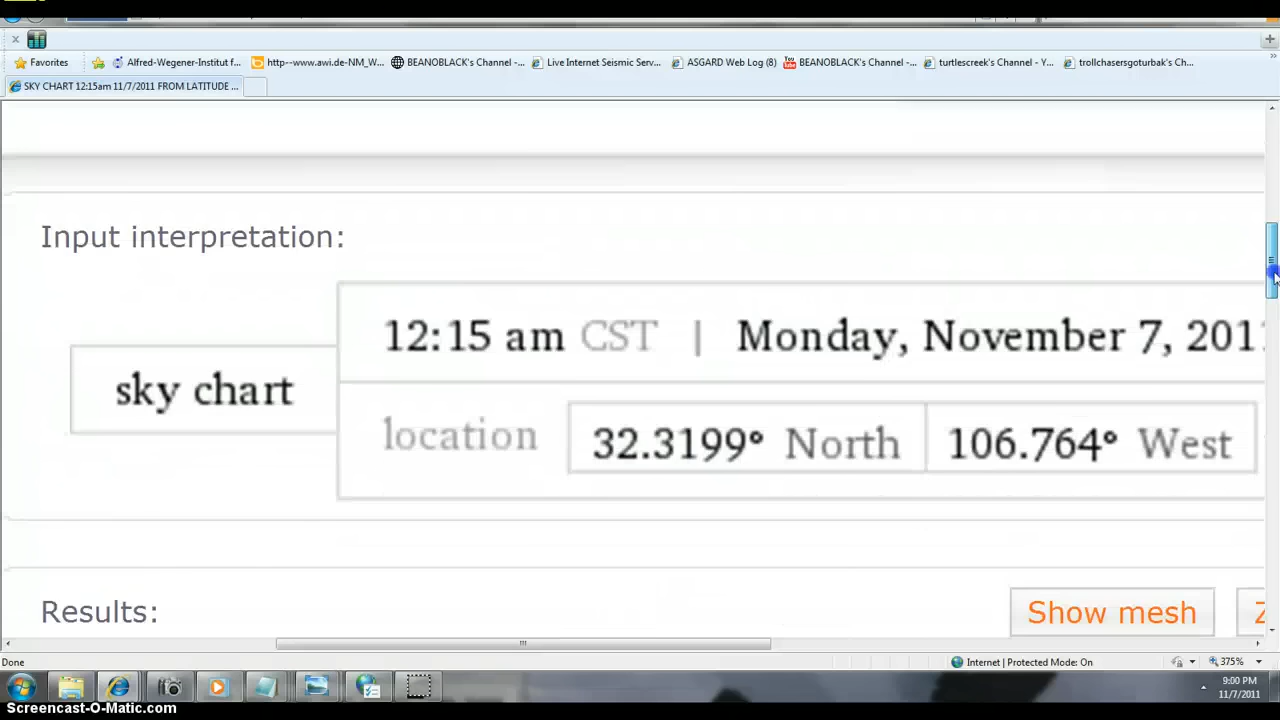 Favorites Alfred-Wegener-Institut f... http--www.awi.de-NM_W... BEANOBLACK's Channel -... Live Internet Seismic Serv... ASGARD Web Log (8) BEANOBLACK's Channel -... turtlescreek's Channel - Y... trollchasersgoturbak's Ch...
SKY CHART 12:15am 11/7/2011 FROM LATITUDE ...
Input interpretation:
12:15 am CST | Monday, November 7, 201
sky chart
location 32.3199° North 106.764° West
Results: Show mesh
Done Internet | Protected Mode: On 375%
9:00 PM
11/7/2011
Screencast-O-Matic.com